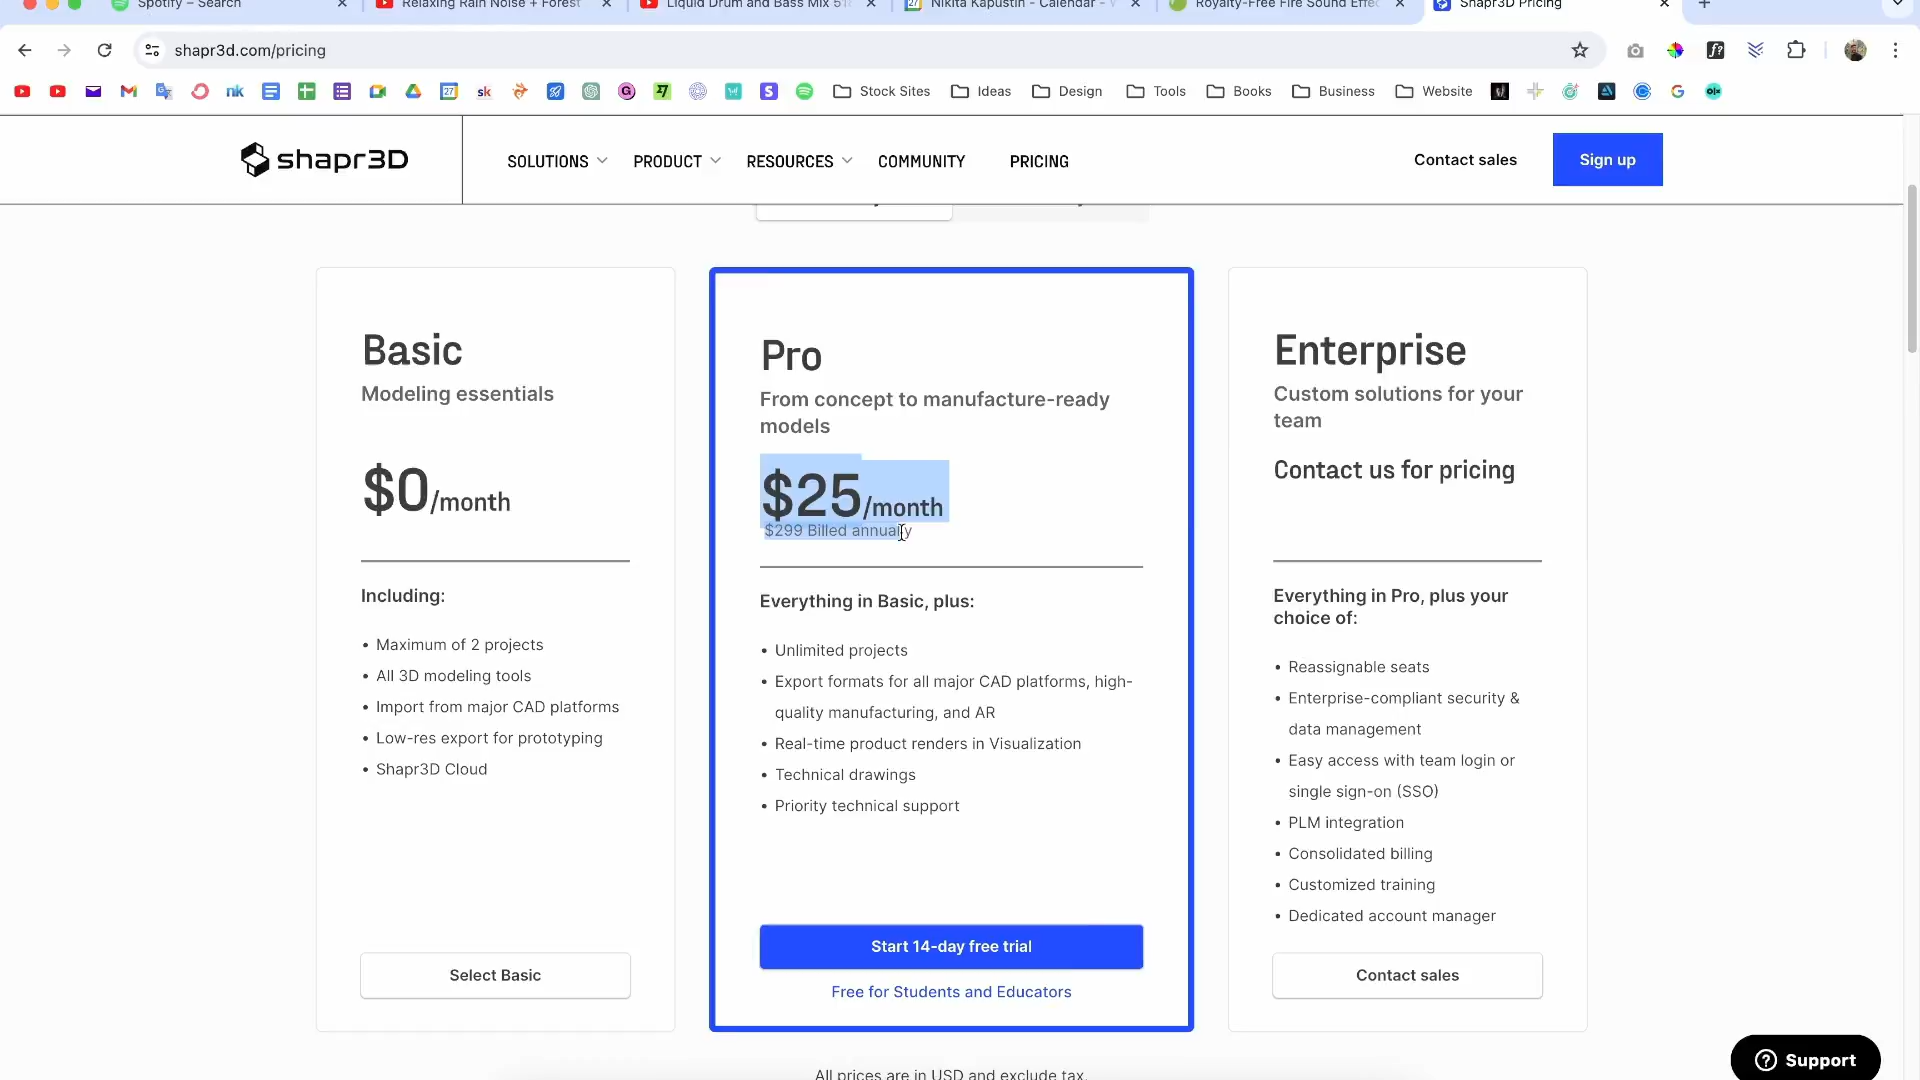 Spotify – Search
Relaxing Rain Noise + Forest
Liquid Drum and Bass Mix 51
Nikita Kapustin - Calendar -
Royalty-Free Fire Sound Effec
Shapr3D Pricing
shapr3d.com/pricing
nk
27
sk
Stock Sites
Ideas
Design
Tools
Books
Business
Website
shapr3D
SOLUTIONS
PRODUCT
RESOURCES
COMMUNITY
PRICING
Contact sales
Sign up
Basic
Modeling essentials
$0/month
Including:
• Maximum of 2 projects
• All 3D modeling tools
• Import from major CAD platforms
• Low-res export for prototyping
• Shapr3D Cloud
Select Basic
Pro
From concept to manufacture-ready
models
$25/month
$299 Billed annually
Everything in Basic, plus:
• Unlimited projects
• Export formats for all major CAD platforms, high-
quality manufacturing, and AR
• Real-time product renders in Visualization
• Technical drawings
• Priority technical support
Start 14-day free trial
Free for Students and Educators
Enterprise
Custom solutions for your
team
Contact us for pricing
Everything in Pro, plus your
choice of:
• Reassignable seats
• Enterprise-compliant security &
data management
• Easy access with team login or
single sign-on (SSO)
• PLM integration
• Consolidated billing
• Customized training
• Dedicated account manager
Contact sales
All prices are in USD and exclude tax.
Support